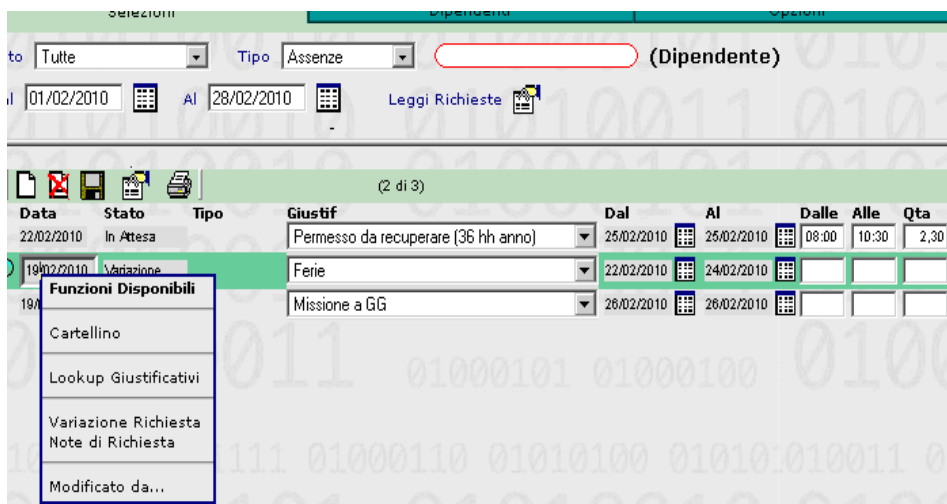 Selezioni Dipendenti Opzioni
to Tutte Tipo Assenze (Dipendente)
01/02/2010 Al 28/02/2010 Leggi Richieste
(2 di 3)
Data Stato Tipo Giustif Dal Al Dalle Alle Qta
22/02/2010 In Attesa Permesso da recuperare (36 hh anno) 25/02/2010 25/02/2010 08:00 10:30 2,30
19/02/2010 Variazione Ferie 22/02/2010 24/02/2010
19/ Missione a GG 26/02/2010 26/02/2010
Funzioni Disponibili
Cartellino
Lookup Giustificativi
Variazione Richiesta
Note di Richiesta
Modificato da...